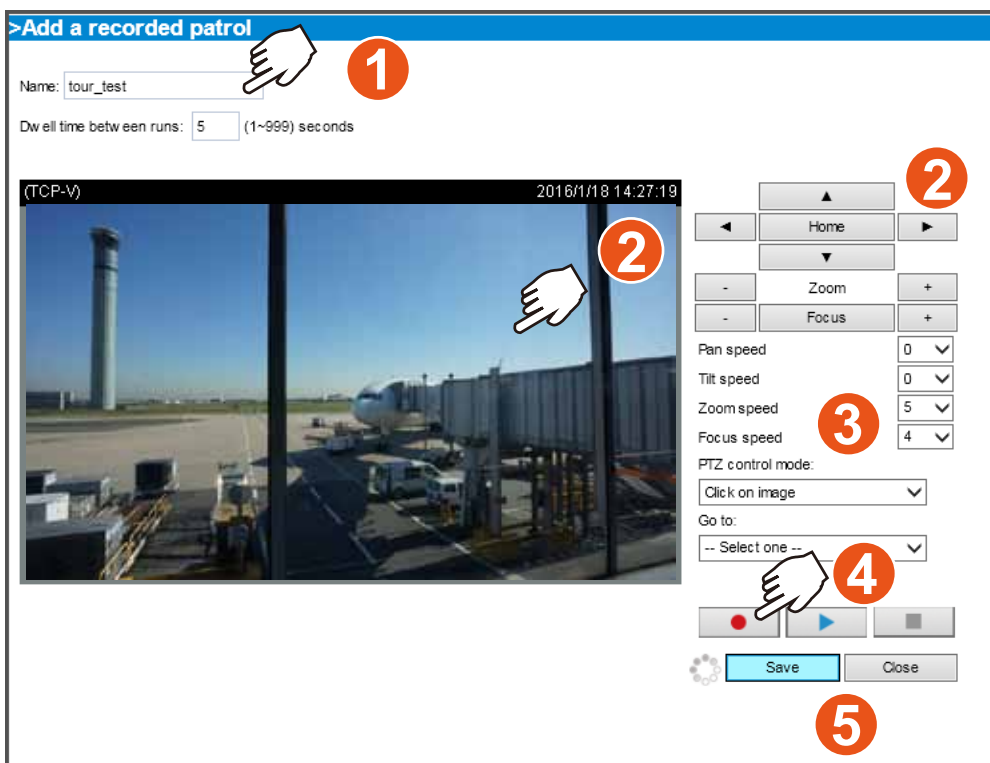 >Add a recorded patrol
1
Name: tour_test
Dwell time between runs: 5 (1~999) seconds
(TCP-V) 2016/1/18 14:27:19
2
2
▲
◄ Home ►
▼
- Zoom +
- Focus +
Pan speed 0
Tilt speed 0
Zoom speed 5
3
Focus speed 4
PTZ control mode:
Click on image
Go to:
-- Select one --
4
Save Close
5